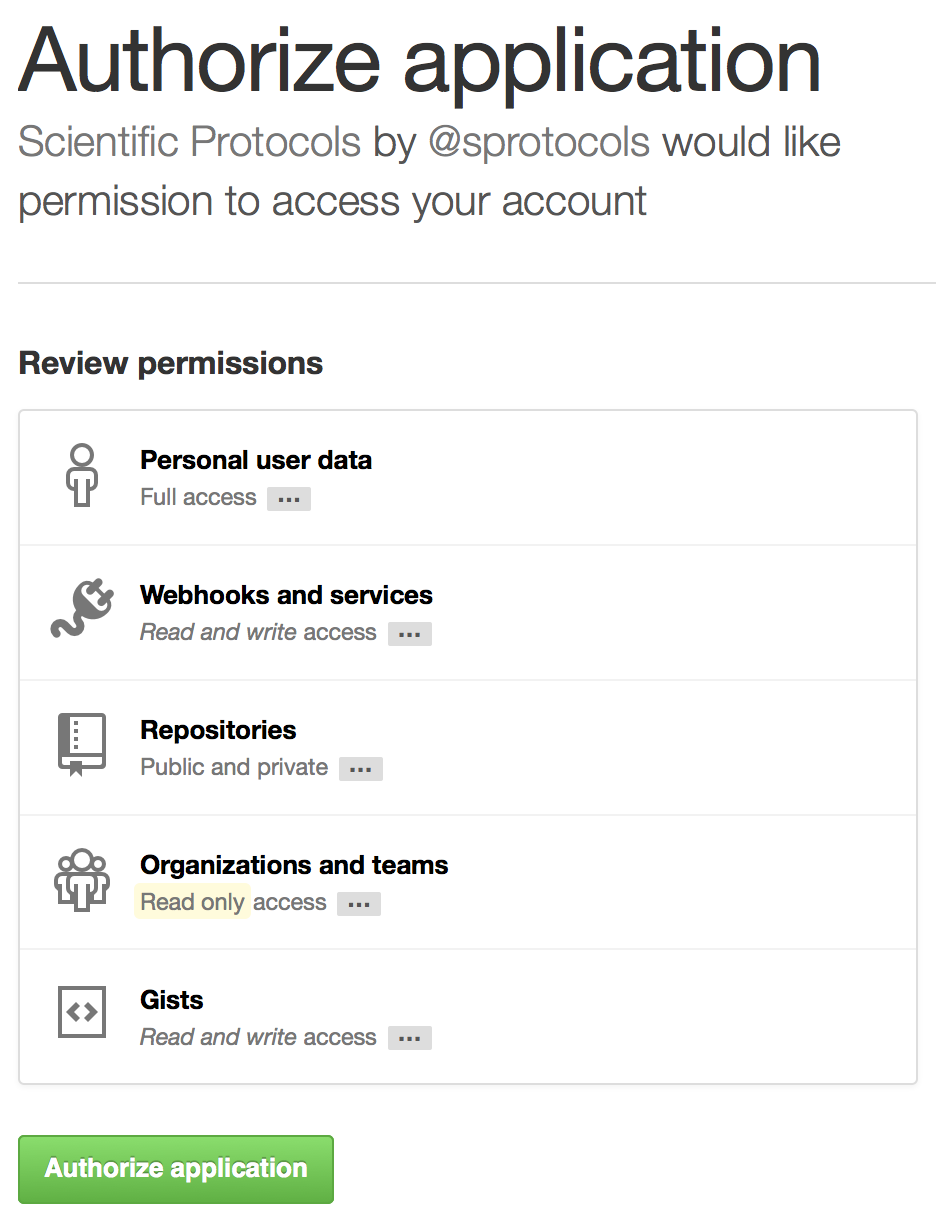 Authorize application
Scientific Protocols by @sprotocols would like
permission to access your account
Review permissions
Personal user data
Full access ...
Webhooks and services
Read and write access ...
Repositories
Public and private ...
Organizations and teams
Read only access ...
Gists
Read and write access ...
Authorize application